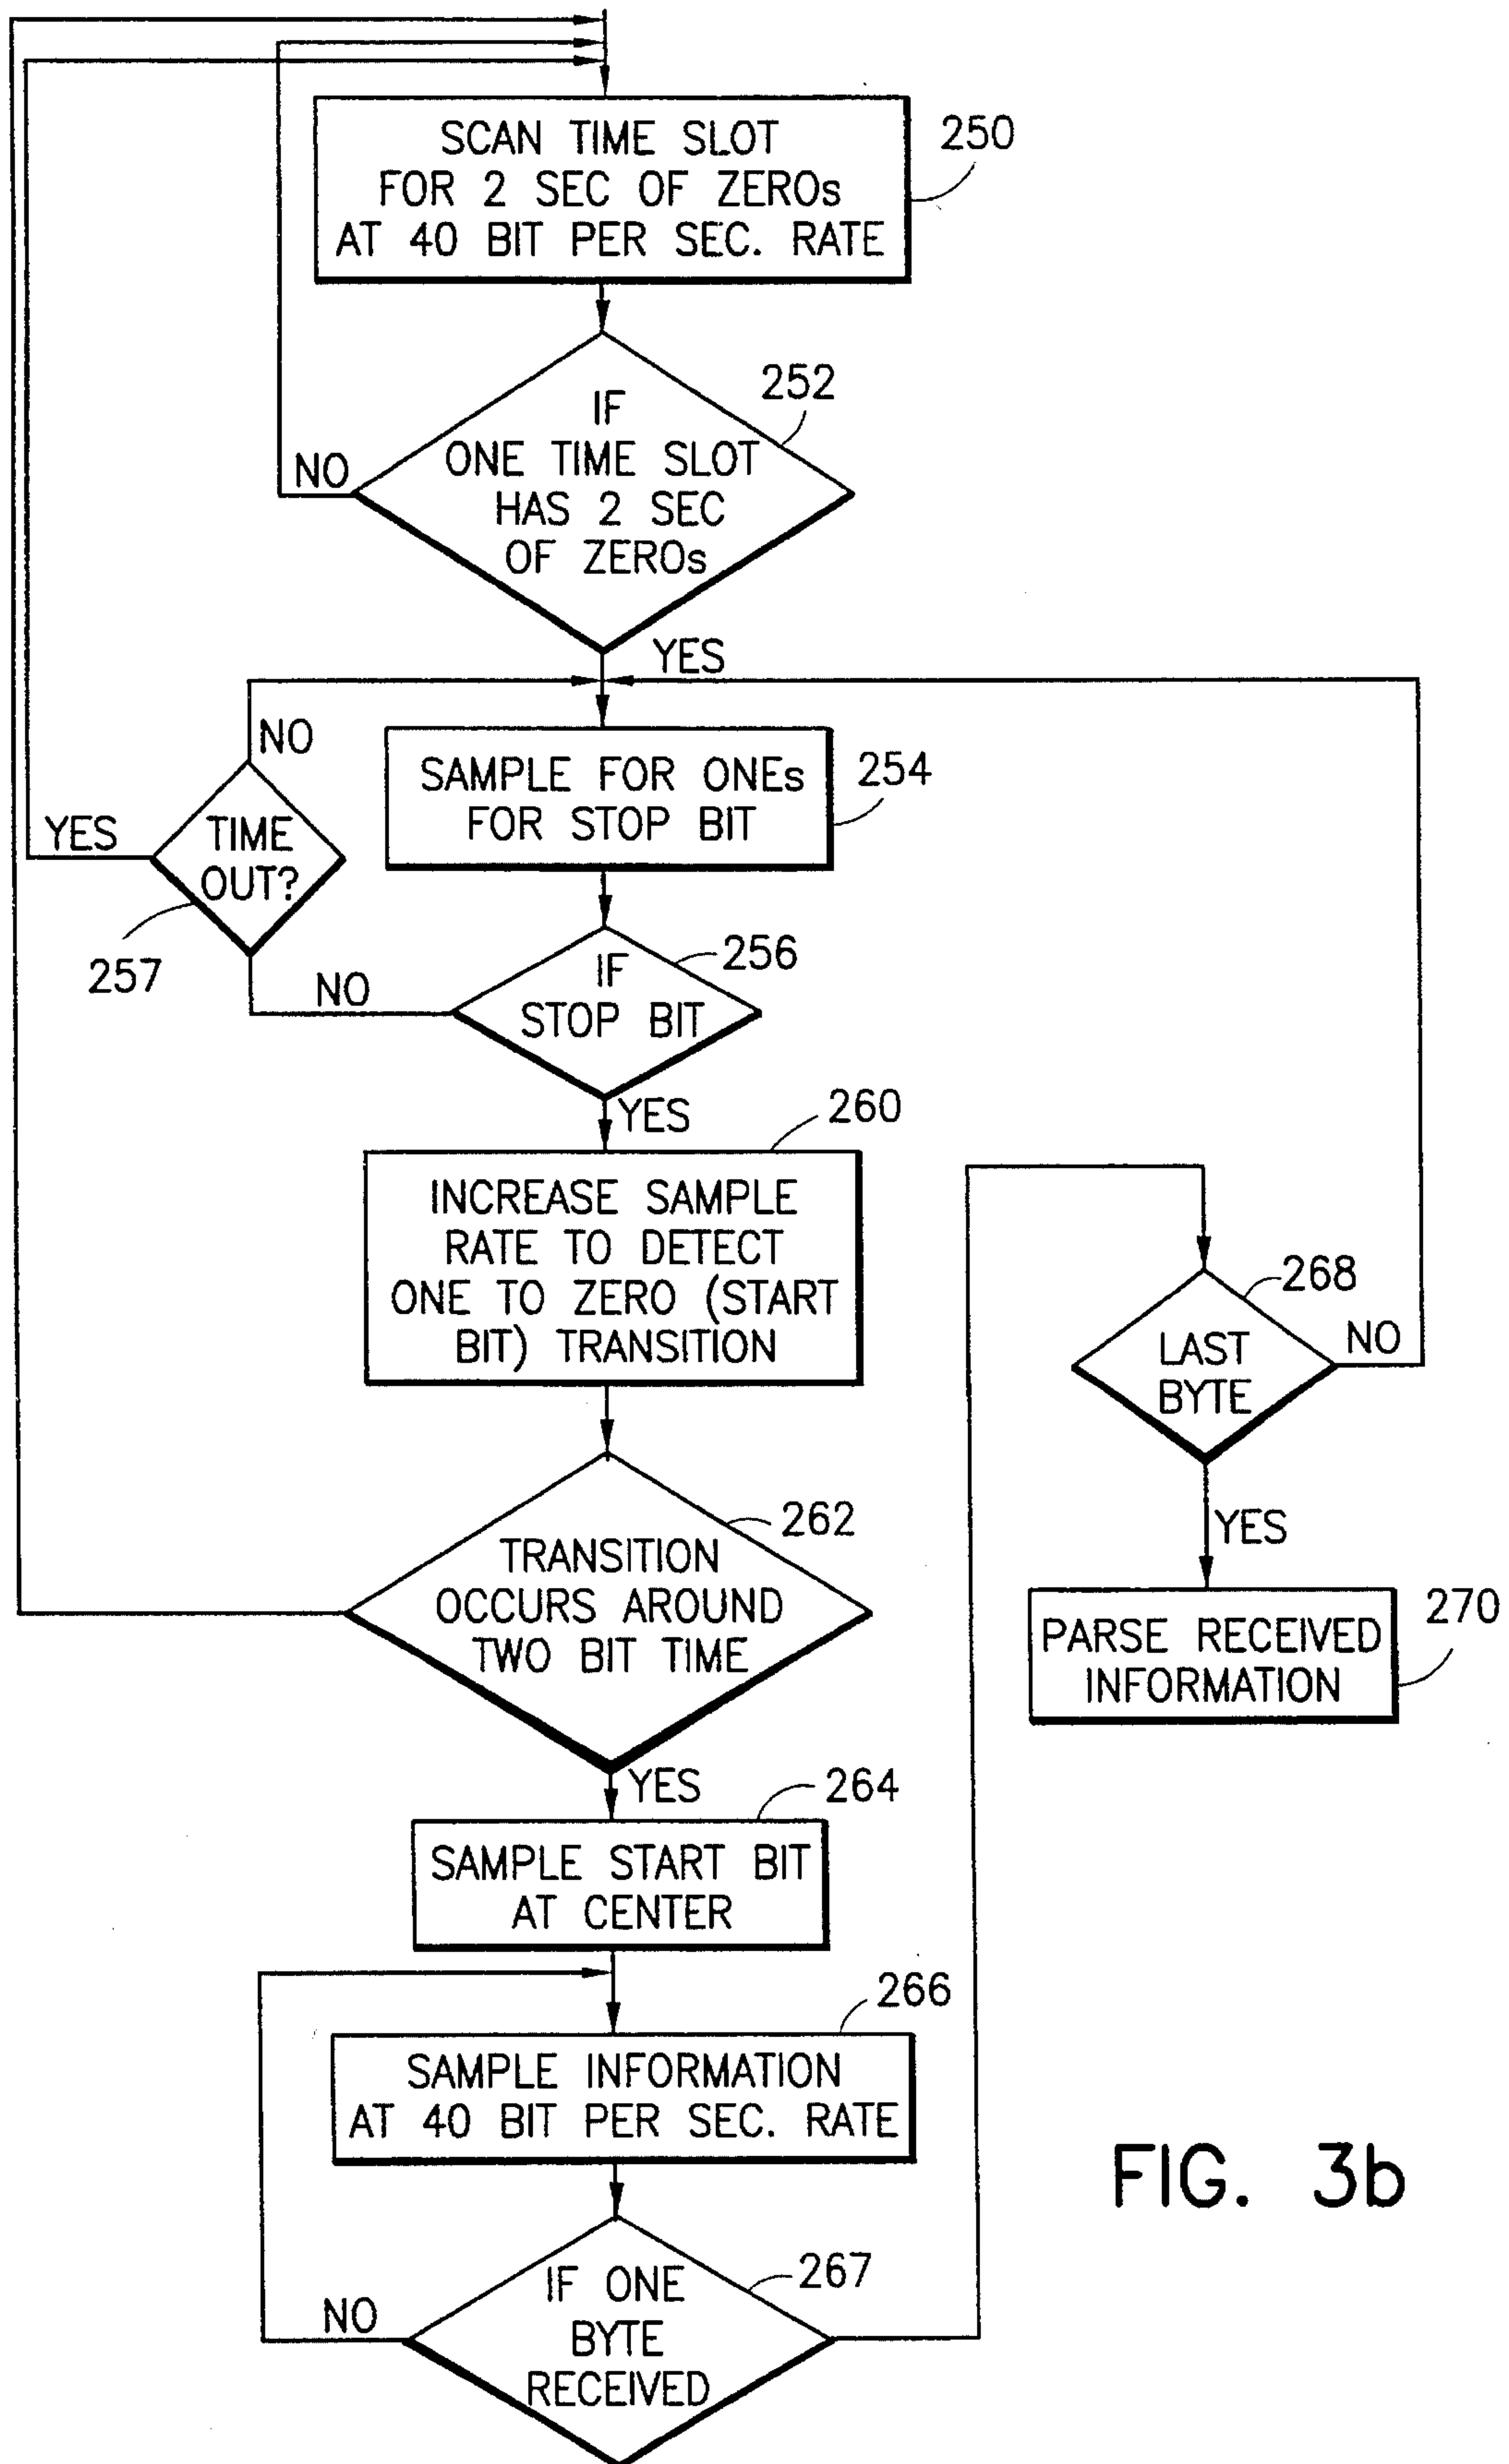 SCAN TIME SLOT
FOR 2 SEC OF ZEROs
AT 40 BIT PER SEC. RATE
250
IF
ONE TIME SLOT
HAS 2 SEC
OF ZEROs
252
NO
YES
SAMPLE FOR ONEs
FOR STOP BIT
254
NO
TIME
OUT?
YES
257
IF
STOP BIT
256
NO
YES
INCREASE SAMPLE
RATE TO DETECT
ONE TO ZERO (START
BIT) TRANSITION
260
TRANSITION
OCCURS AROUND
TWO BIT TIME
262
YES
SAMPLE START BIT
AT CENTER
264
SAMPLE INFORMATION
AT 40 BIT PER SEC. RATE
266
IF ONE
BYTE
RECEIVED
267
NO
LAST
BYTE
268
NO
YES
PARSE RECEIVED
INFORMATION
270
FIG. 3b